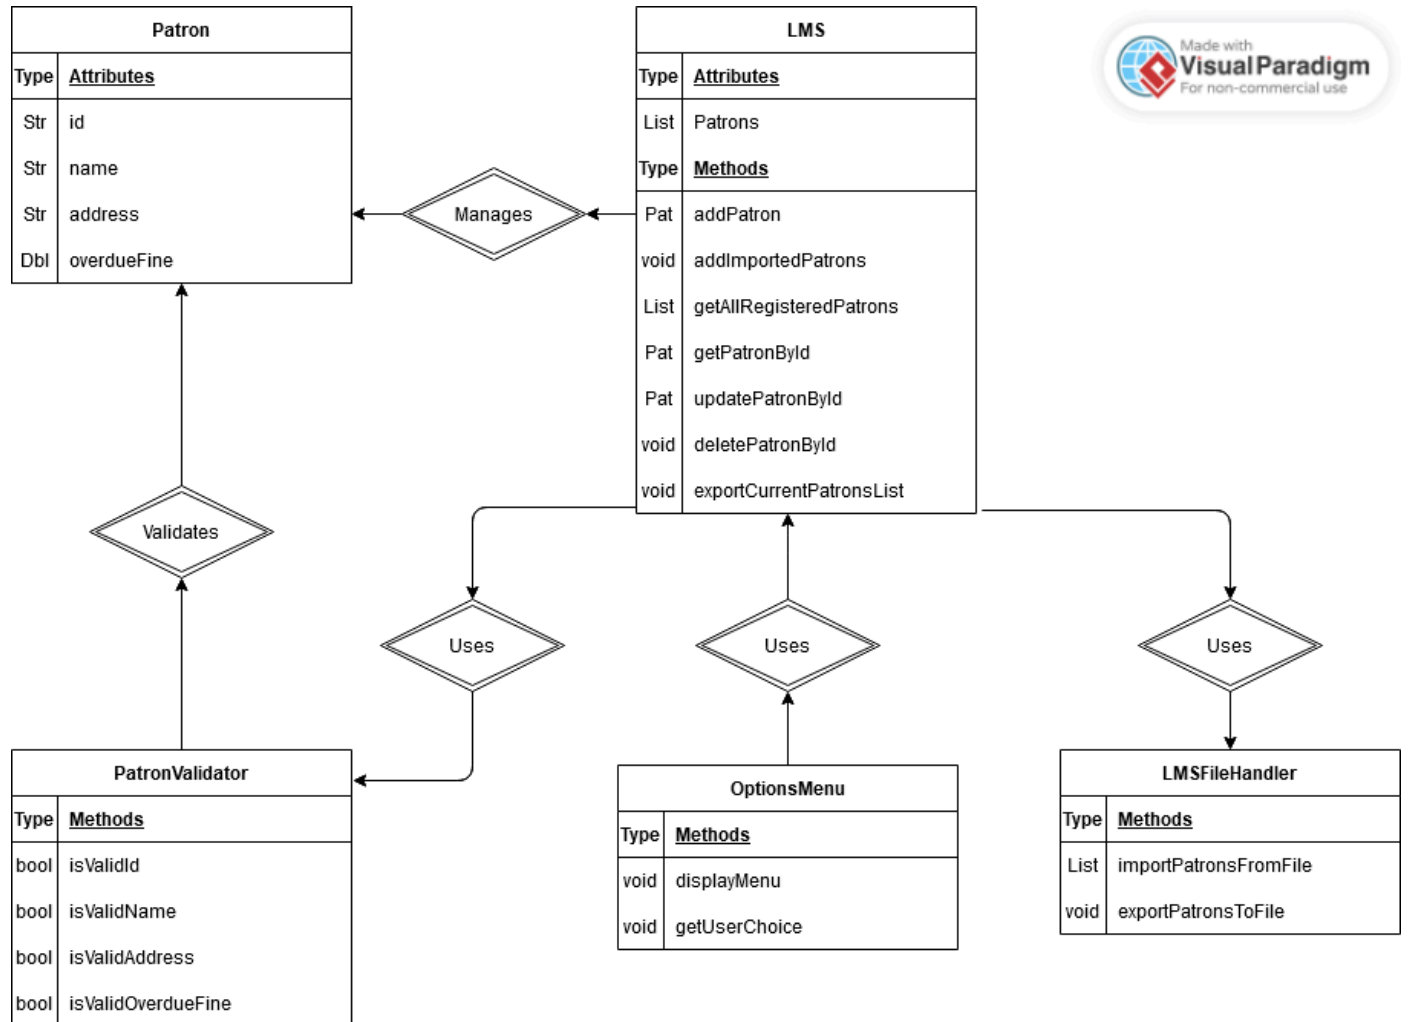 Patron
Type Attributes
Str id
Str name
Str address
Dbl overdueFine
Manages
LMS
Type Attributes
List Patrons
Type Methods
Pat addPatron
void addImportedPatrons
List getAllRegisteredPatrons
Pat getPatronById
Pat updatePatronById
void deletePatronById
void exportCurrentPatronsList
Made with
Visual Paradigm
For non-commercial use
Validates
Uses
Uses
Uses
PatronValidator
Type Methods
bool isValidId
bool isValidName
bool isValidAddress
bool isValidOverdueFine
OptionsMenu
Type Methods
void displayMenu
void getUserChoice
LMSFileHandler
Type Methods
List importPatronsFromFile
void exportPatronsToFile